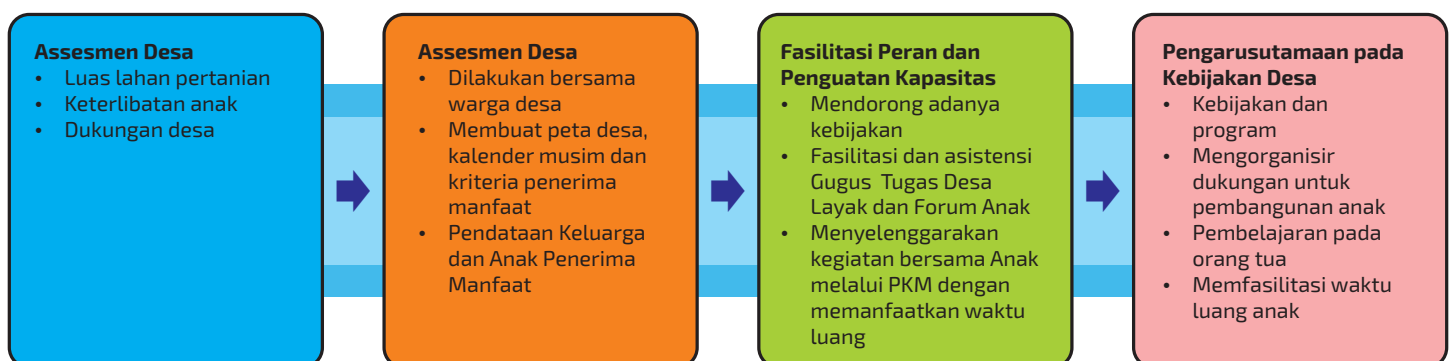 Assesmen Desa
• Luas lahan pertanian
• Keterlibatan anak
• Dukungan desa
Assesmen Desa
• Dilakukan bersama
warga desa
• Membuat peta desa,
kalender musim dan
kriteria penerima
manfaat
• Pendataan Keluarga
dan Anak Penerima
Manfaat
Fasilitasi Peran dan
Penguatan Kapasitas
• Mendorong adanya
kebijakan
• Fasilitasi dan asistensi
Gugus Tugas Desa
Layak dan Forum Anak
• Menyelenggarakan
kegiatan bersama Anak
melalui PKM dengan
memanfaatkan waktu
luang
Pengarusutamaan pada
Kebijakan Desa
• Kebijakan dan
program
• Mengorganisir
dukungan untuk
pembangunan anak
• Pembelajaran pada
orang tua
• Memfasilitasi waktu
luang anak